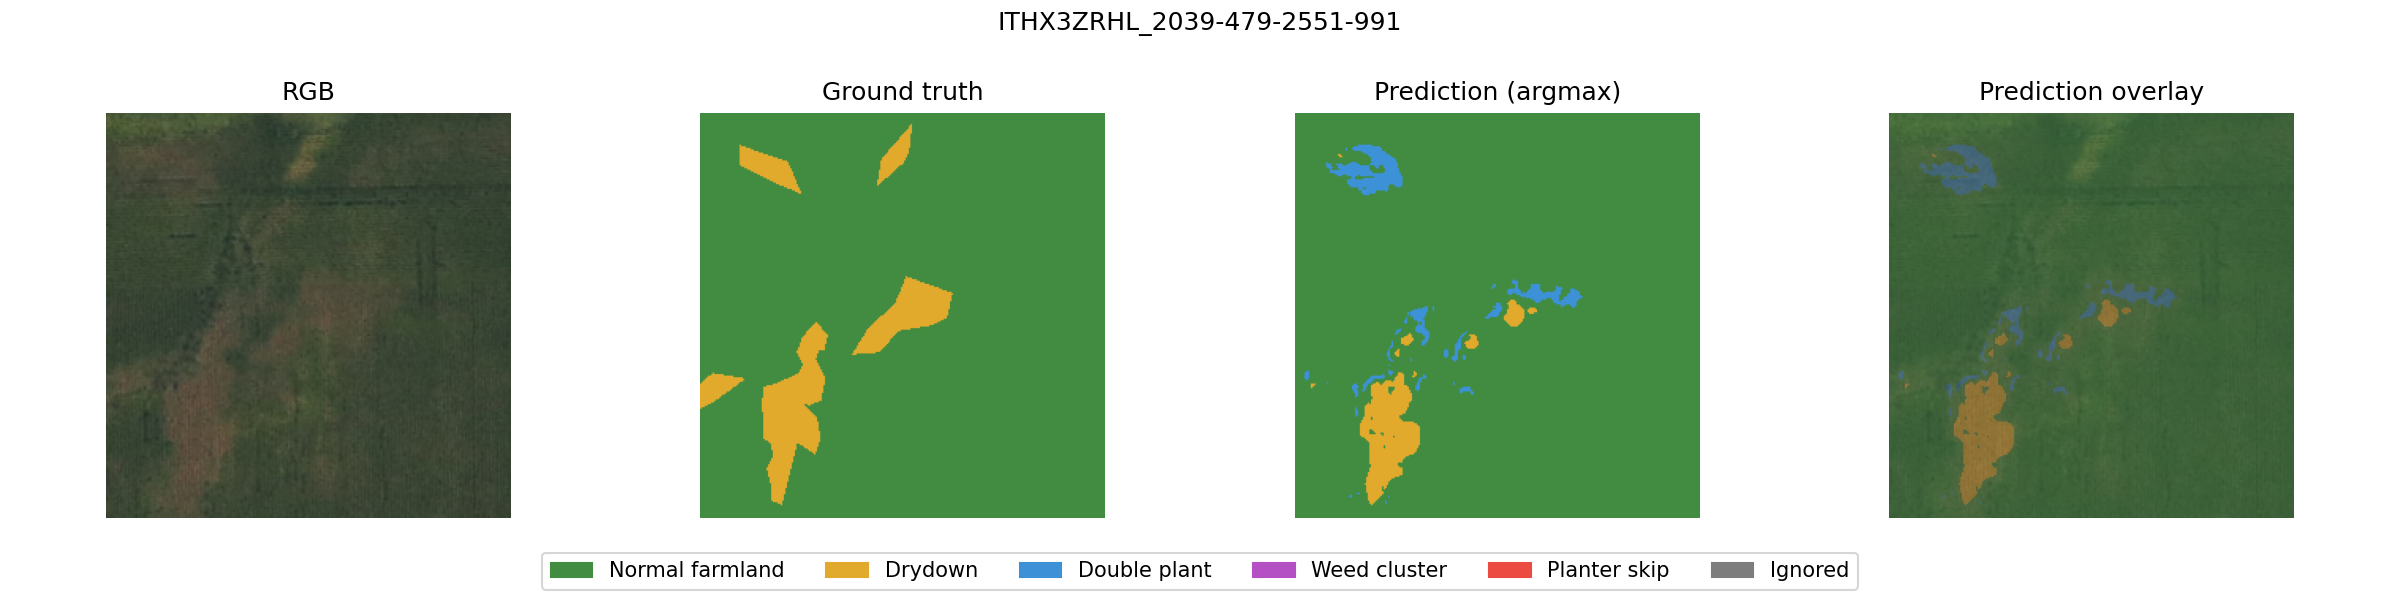 ITHX3ZRHL_2039-479-2551-991
RGB
Ground truth
Prediction (argmax)
Prediction overlay
Normal farmland
Drydown
Double plant
Weed cluster
Planter skip
Ignored